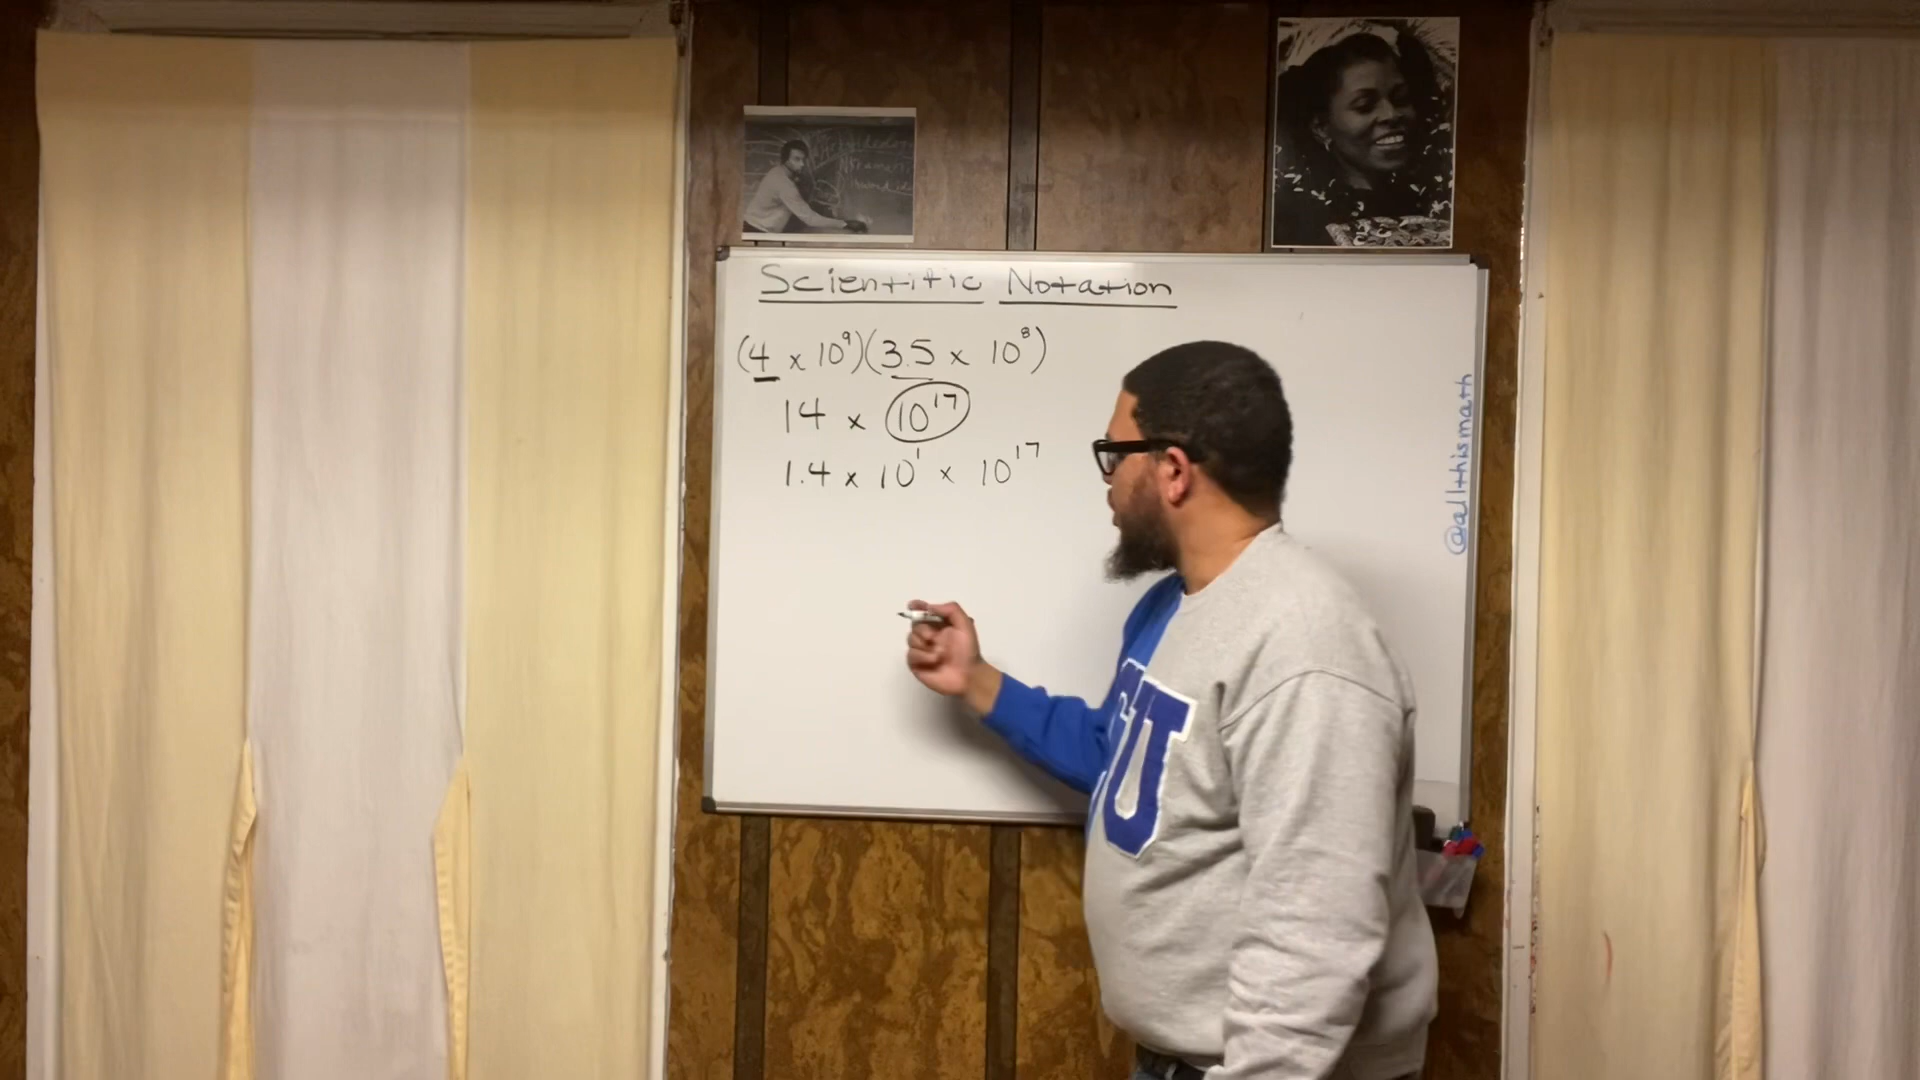 Scientific Notation
(4 x 10⁹)(3.5 x 10⁸)
14 x 10¹⁷
1.4 x 10¹ x 10¹⁷
@allthismath
U